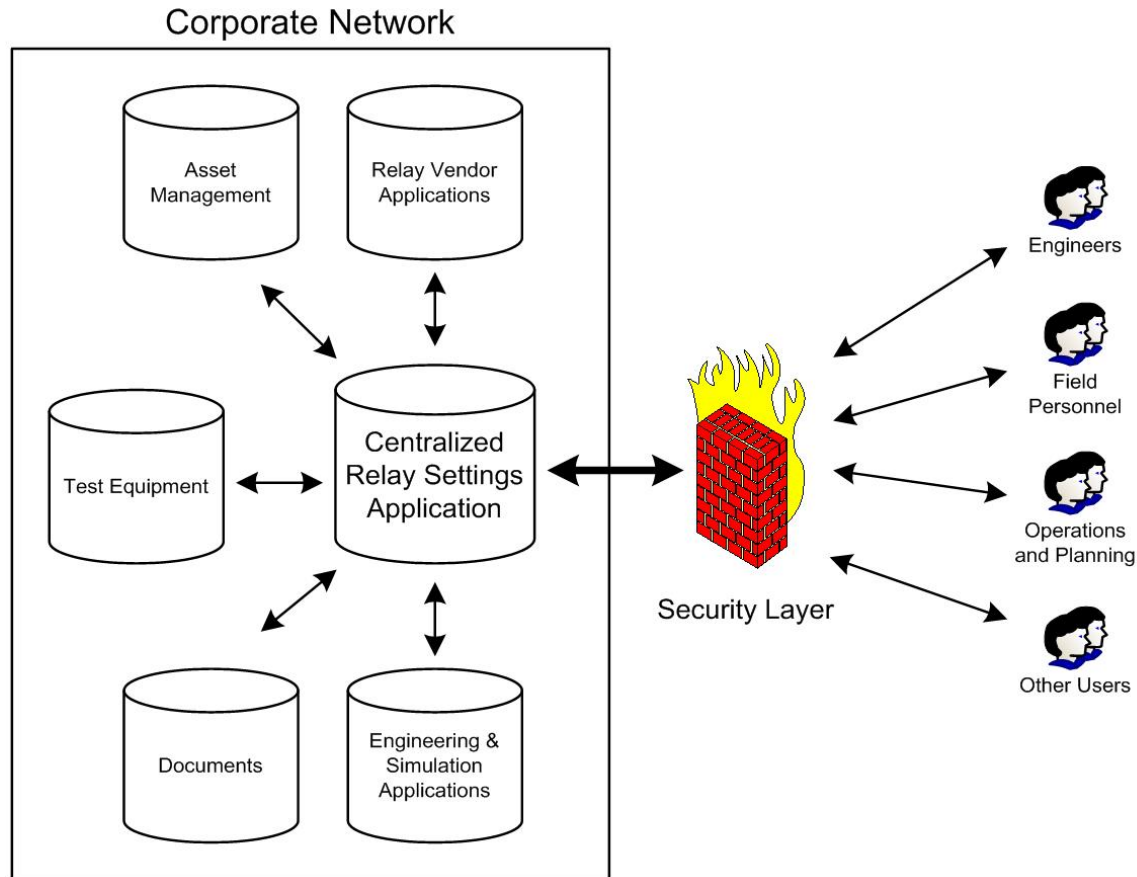 Corporate Network
Asset
Management
Relay Vendor
Applications
Engineers
Field
Personnel
Centralized
Relay Settings
Application
Test Equipment
Operations
and Planning
Security Layer
Other Users
Documents
Engineering &
Simulation
Applications